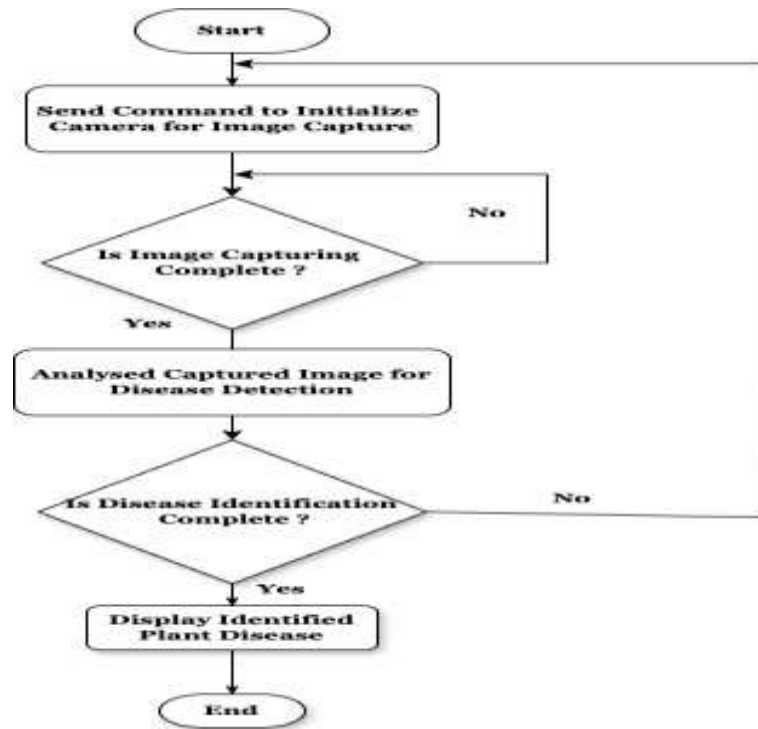 Start
Send Command to Initialize
Camera for Image Capture
No
Is Image Capturing
Complete ?
Yes
Analysed Captured Image for
Disease Detection
Is Disease Identification
Complete ?
No
Yes
Display Identified
Plant Disease
End